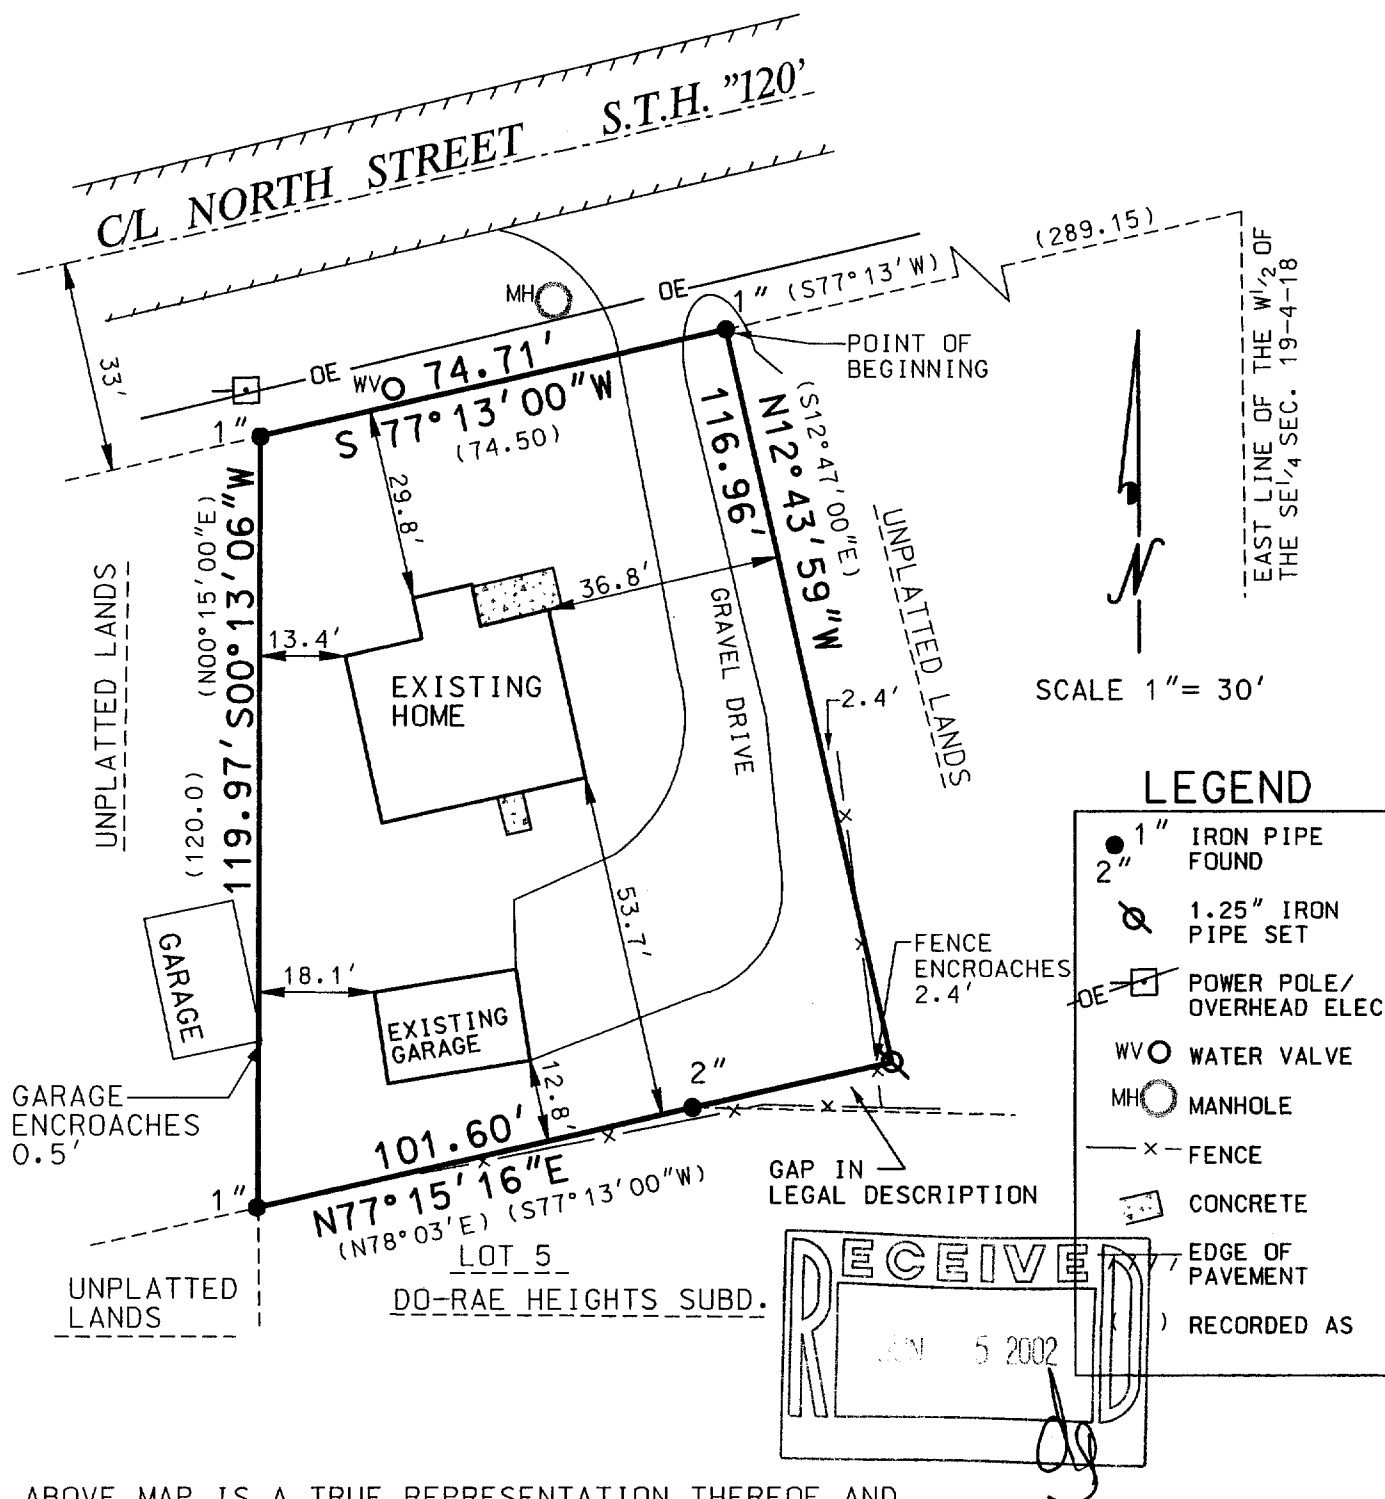 C/L NORTH STREET S.T.H. "120'
33'
MH
OE
1" (S77°13'W)
(289.15)
EAST LINE OF THE W1/2 OF
THE SE1/4 SEC. 19-4-18
POINT OF
BEGINNING
OE
WV
74.71'
S 77°13'00"W
(74.50)
1"
29.8'
116.96'
N12°43'59"W
(S12°47'00"E)
UNPLATTED LANDS
UNPLATTED LANDS
(N00°15'00"E)
119.97' S00°13'06"W
(120.0)
13.4'
36.8'
EXISTING
HOME
GRAVEL DRIVE
2.4'
N
SCALE 1"= 30'
53.7'
GARAGE
18.1'
EXISTING
GARAGE
12.8'
FENCE
ENCROACHES
2.4'
GARAGE
ENCROACHES
0.5'
2"
101.60'
N77°15'16"E
(N78°03'E) (S77°13'00"W)
1"
GAP IN
LEGAL DESCRIPTION
LOT 5
DO-RAE HEIGHTS SUBD.
UNPLATTED
LANDS
LEGEND
1" IRON PIPE
2" FOUND
1.25" IRON
PIPE SET
OE POWER POLE/
OVERHEAD ELEC
WV WATER VALVE
MH MANHOLE
x FENCE
CONCRETE
EDGE OF
PAVEMENT
( ) RECORDED AS
RECEIVED
JUN 5 2002
ABOVE MAP IS A TRUE REPRESENTATION THEREOF AND